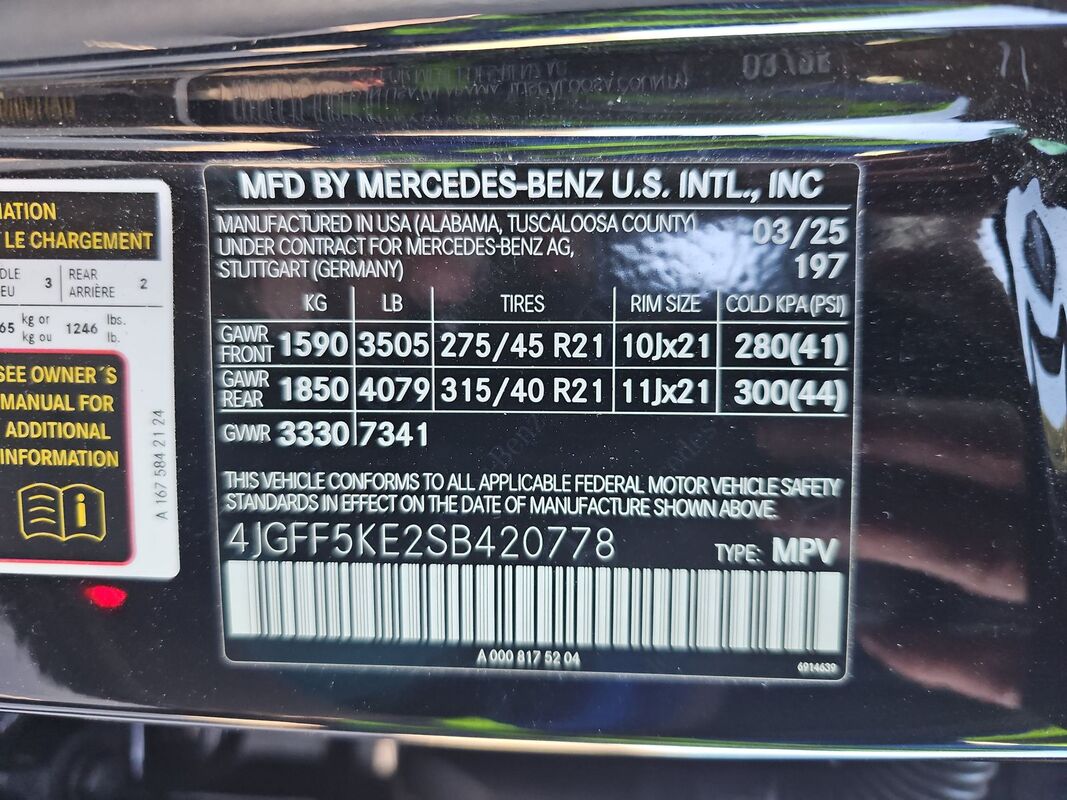 MATION
T LE CHARGEMENT
3 REAR ARRIÈRE 2
65 kg or kg ou 1246 lbs. lb.
SEE OWNER´S
MANUAL FOR
ADDITIONAL
INFORMATION
A 167 584 21 24
MFD BY MERCEDES-BENZ U.S. INTL., INC
MANUFACTURED IN USA (ALABAMA, TUSCALOOSA COUNTY) 03/25
UNDER CONTRACT FOR MERCEDES-BENZ AG,
STUTTGART (GERMANY) 197
KG LB TIRES RIM SIZE COLD KPA(PSI)
GAWR FRONT 1590 3505 275/45 R21 10Jx21 280(41)
GAWR REAR 1850 4079 315/40 R21 11Jx21 300(44)
GVWR 3330 7341
THIS VEHICLE CONFORMS TO ALL APPLICABLE FEDERAL MOTOR VEHICLE SAFETY
STANDARDS IN EFFECT ON THE DATE OF MANUFACTURE SHOWN ABOVE.
4JGFF5KE2SB420778 TYPE: MPV
A 000 817 52 04
6914639